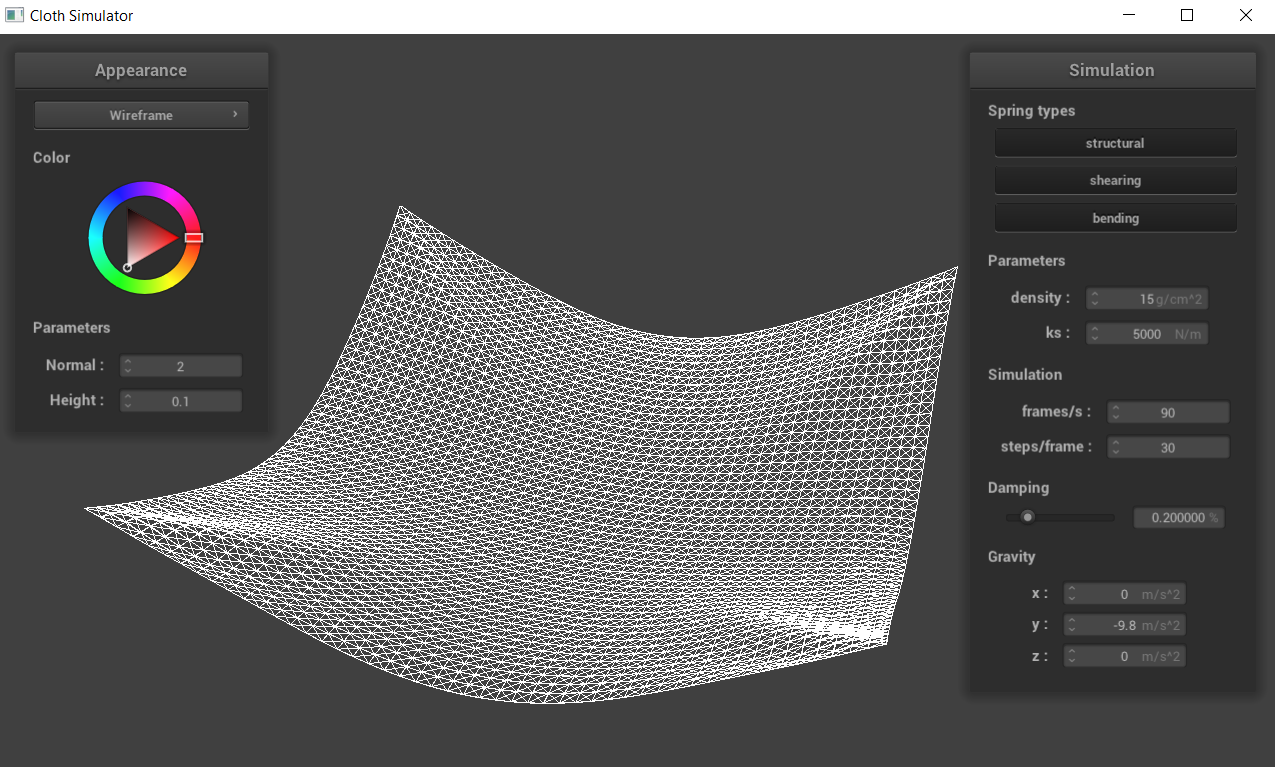 Cloth Simulator
Appearance
Wireframe
Color
Parameters
Normal : 2
Height : 0.1
Simulation
Spring types
structural
shearing
bending
Parameters
density : 15 g/cm^2
ks : 5000 N/m
Simulation
frames/s : 90
steps/frame : 30
Damping
0.200000 %
Gravity
x : 0 m/s^2
y : -9.8 m/s^2
z : 0 m/s^2